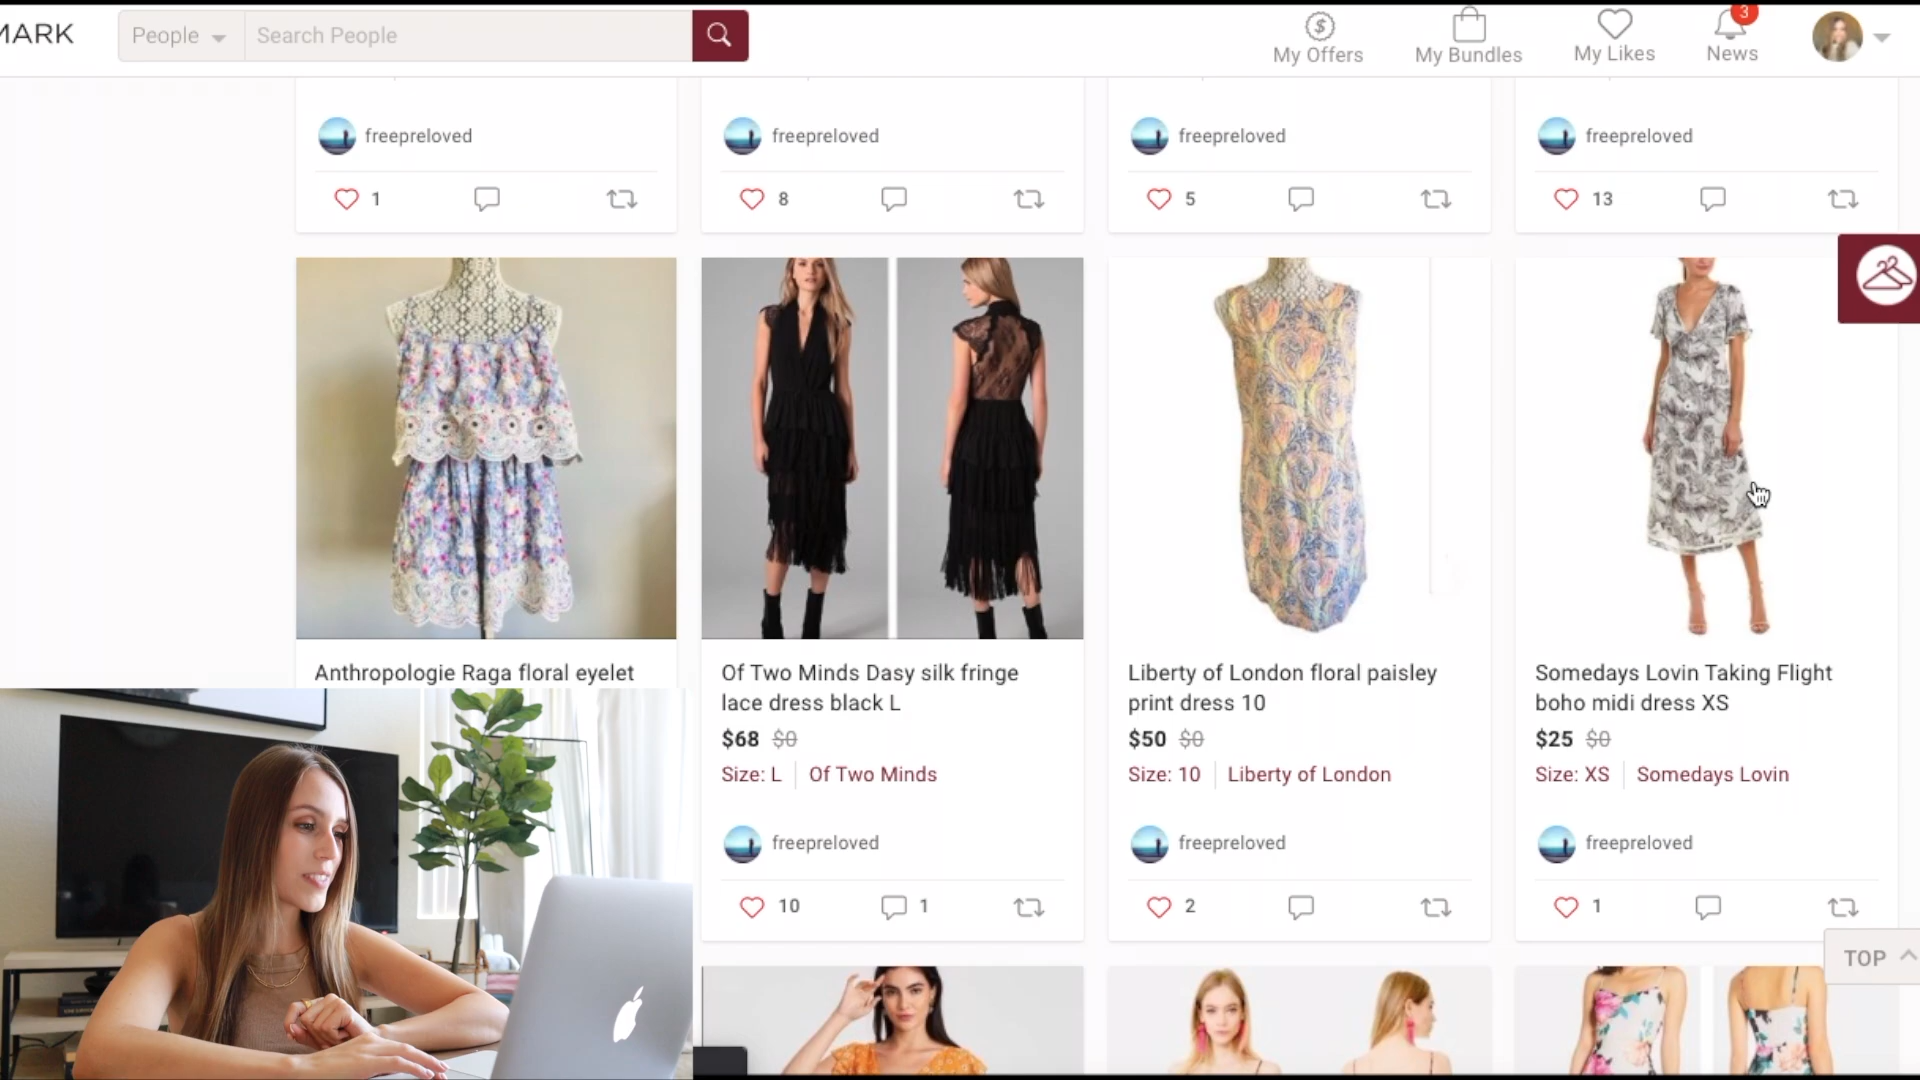 MARK
People
Search People
My Offers
My Bundles
My Likes
3
News
freepreloved
freepreloved
freepreloved
freepreloved
1
8
5
13
Anthropologie Raga floral eyelet
Of Two Minds Dasy silk fringe
lace dress black L
$68 $0
Size: L Of Two Minds
freepreloved
10 1
Liberty of London floral paisley
print dress 10
$50 $0
Size: 10 Liberty of London
freepreloved
2
Somedays Lovin Taking Flight
boho midi dress XS
$25 $0
Size: XS Somedays Lovin
freepreloved
1
TOP